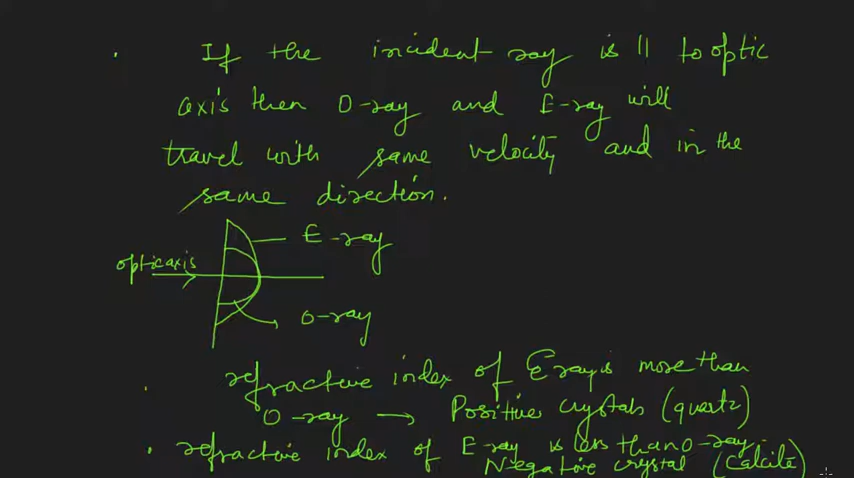 If the incident ray is || to optic
axis then O-ray and E-ray will
travel with same velocity and in the
same direction.
E-ray
optic axis
O-ray
refractive index of E ray is more than
O-ray → Positive crystals (quartz)
refractive index of E-ray is less than O-ray
Negative crystal (Calcite)